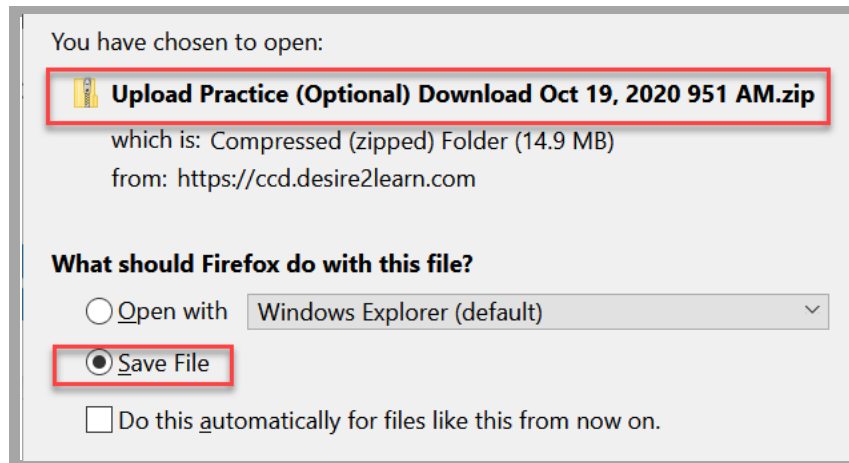 You have chosen to open:
Upload Practice (Optional) Download Oct 19, 2020 951 AM.zip
which is: Compressed (zipped) Folder (14.9 MB)
from: https://ccd.desire2learn.com
What should Firefox do with this file?
Open with Windows Explorer (default)
Save File
Do this automatically for files like this from now on.